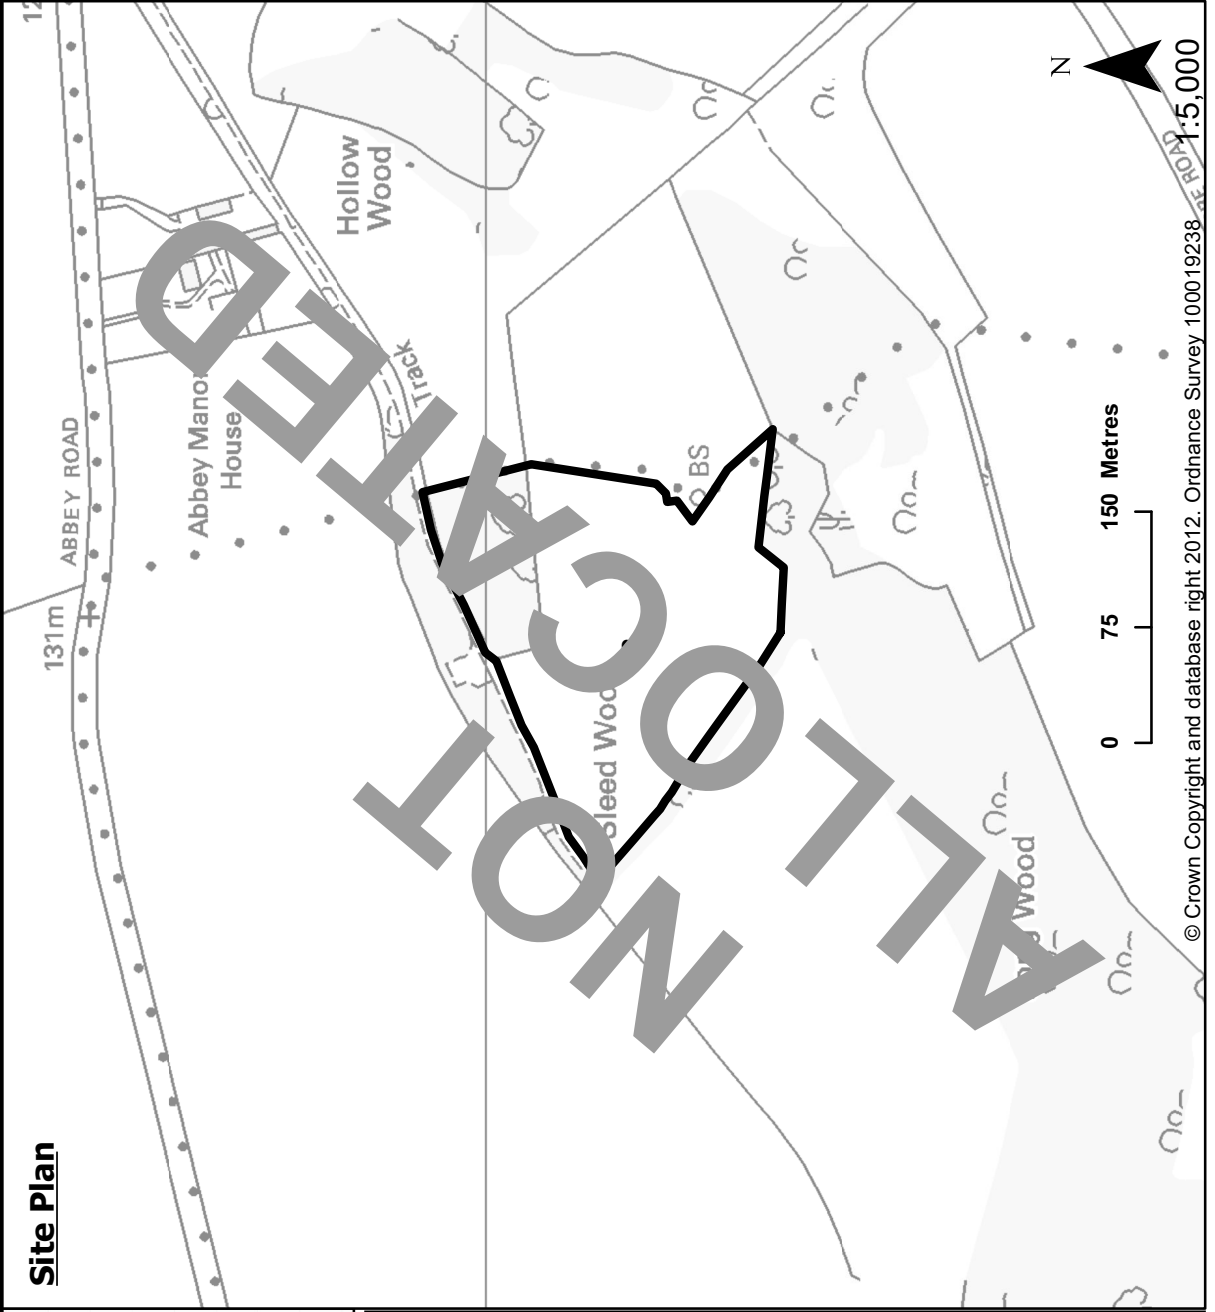 Site Plan
ABBEY ROAD
131m
Abbey Manor
House
Hollow
Wood
Track
BS
Sleed Wood
Wood
NOT
ALLOCATED
N
1:5,000
0 75 150 Metres
© Crown Copyright and database right 2012. Ordnance Survey 100019238
ROAD